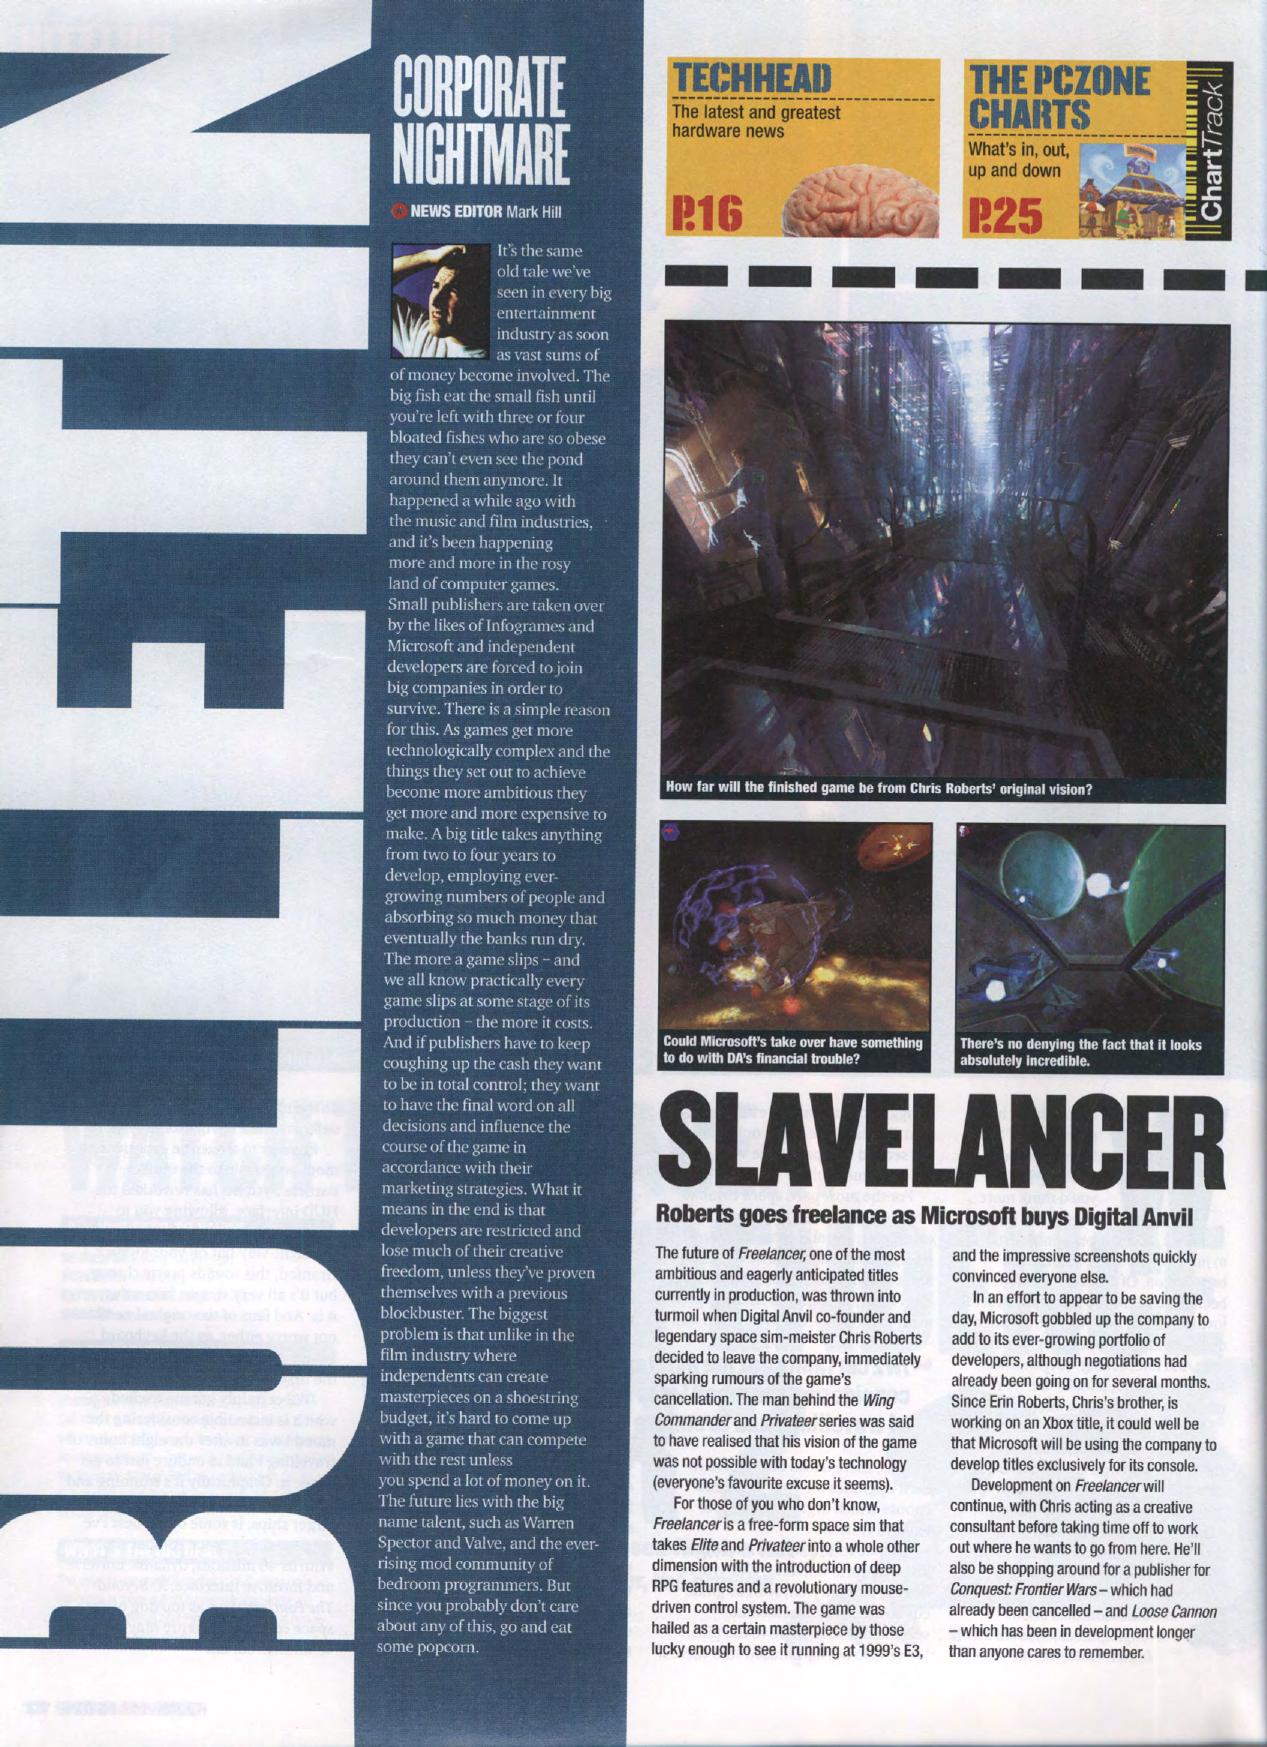 BULLETIN
CORPORATE
NIGHTMARE
NEWS EDITOR Mark Hill
It's the same
old tale we've
seen in every big
entertainment
industry as soon
as vast sums of
of money become involved. The
big fish eat the small fish until
you're left with three or four
bloated fishes who are so obese
they can't even see the pond
around them anymore. It
happened a while ago with
the music and film industries,
and it's been happening
more and more in the rosy
land of computer games.
Small publishers are taken over
by the likes of Infogrames and
Microsoft and independent
developers are forced to join
big companies in order to
survive. There is a simple reason
for this. As games get more
technologically complex and the
things they set out to achieve
become more ambitious they
get more and more expensive to
make. A big title takes anything
from two to four years to
develop, employing ever-
growing numbers of people and
absorbing so much money that
eventually the banks run dry.
The more a game slips – and
we all know practically every
game slips at some stage of its
production – the more it costs.
And if publishers have to keep
coughing up the cash they want
to be in total control; they want
to have the final word on all
decisions and influence the
course of the game in
accordance with their
marketing strategies. What it
means in the end is that
developers are restricted and
lose much of their creative
freedom, unless they've proven
themselves with a previous
blockbuster. The biggest
problem is that unlike in the
film industry where
independents can create
masterpieces on a shoestring
budget, it's hard to come up
with a game that can compete
with the rest unless
you spend a lot of money on it.
The future lies with the big
name talent, such as Warren
Spector and Valve, and the ever-
rising mod community of
bedroom programmers. But
since you probably don't care
about any of this, go and eat
some popcorn.
TECHHEAD
The latest and greatest
hardware news
P.16
THE PCZONE
CHARTS
What's in, out,
up and down
P.25
ChartTrack
How far will the finished game be from Chris Roberts' original vision?
Could Microsoft's take over have something
to do with DA's financial trouble?
There's no denying the fact that it looks
absolutely incredible.
SLAVELANCER
Roberts goes freelance as Microsoft buys Digital Anvil
The future of Freelancer, one of the most
ambitious and eagerly anticipated titles
currently in production, was thrown into
turmoil when Digital Anvil co-founder and
legendary space sim-meister Chris Roberts
decided to leave the company, immediately
sparking rumours of the game's
cancellation. The man behind the Wing
Commander and Privateer series was said
to have realised that his vision of the game
was not possible with today's technology
(everyone's favourite excuse it seems).
For those of you who don't know,
Freelancer is a free-form space sim that
takes Elite and Privateer into a whole other
dimension with the introduction of deep
RPG features and a revolutionary mouse-
driven control system. The game was
hailed as a certain masterpiece by those
lucky enough to see it running at 1999's E3,
and the impressive screenshots quickly
convinced everyone else.
In an effort to appear to be saving the
day, Microsoft gobbled up the company to
add to its ever-growing portfolio of
developers, although negotiations had
already been going on for several months.
Since Erin Roberts, Chris's brother, is
working on an Xbox title, it could well be
that Microsoft will be using the company to
develop titles exclusively for its console.
Development on Freelancer will
continue, with Chris acting as a creative
consultant before taking time off to work
out where he wants to go from here. He'll
also be shopping around for a publisher for
Conquest: Frontier Wars – which had
already been cancelled – and Loose Cannon
– which has been in development longer
than anyone cares to remember.